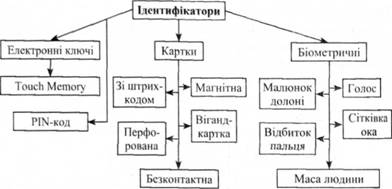 Ідентифікатори
Електронні ключі
Картки
Біометричні
Touch Memory
PIN-код
Зі штрих-
кодом
Магнітна
Перфо-
рована
Віганд-
картка
Безконтактна
Малюнок
долоні
Голос
Відбиток
пальця
Сітківка
ока
Маса людини